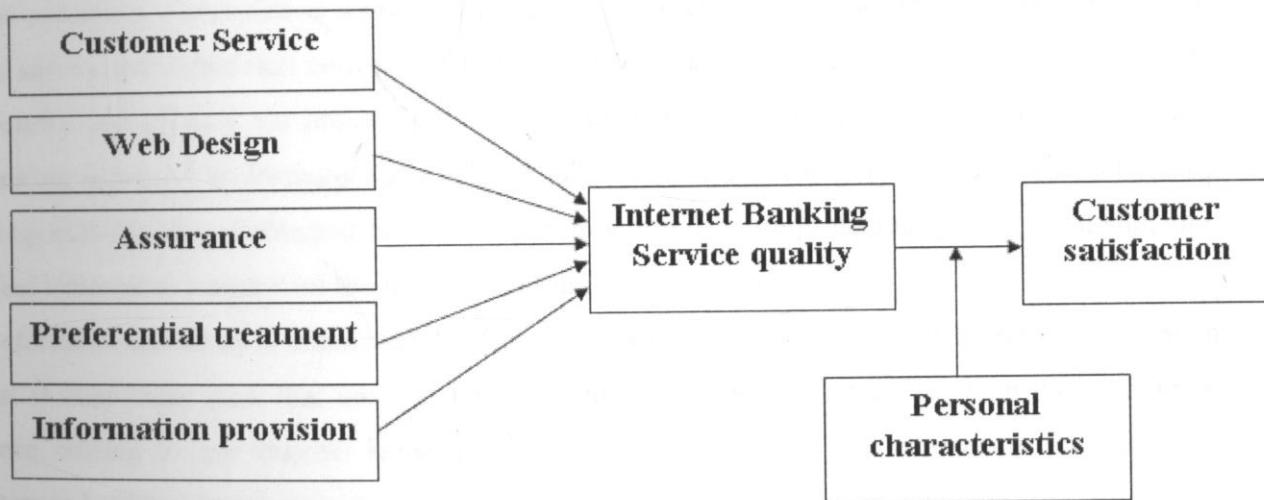 Customer Service
Web Design
Assurance
Preferential treatment
Information provision
Internet Banking
Service quality
Customer
satisfaction
Personal
characteristics